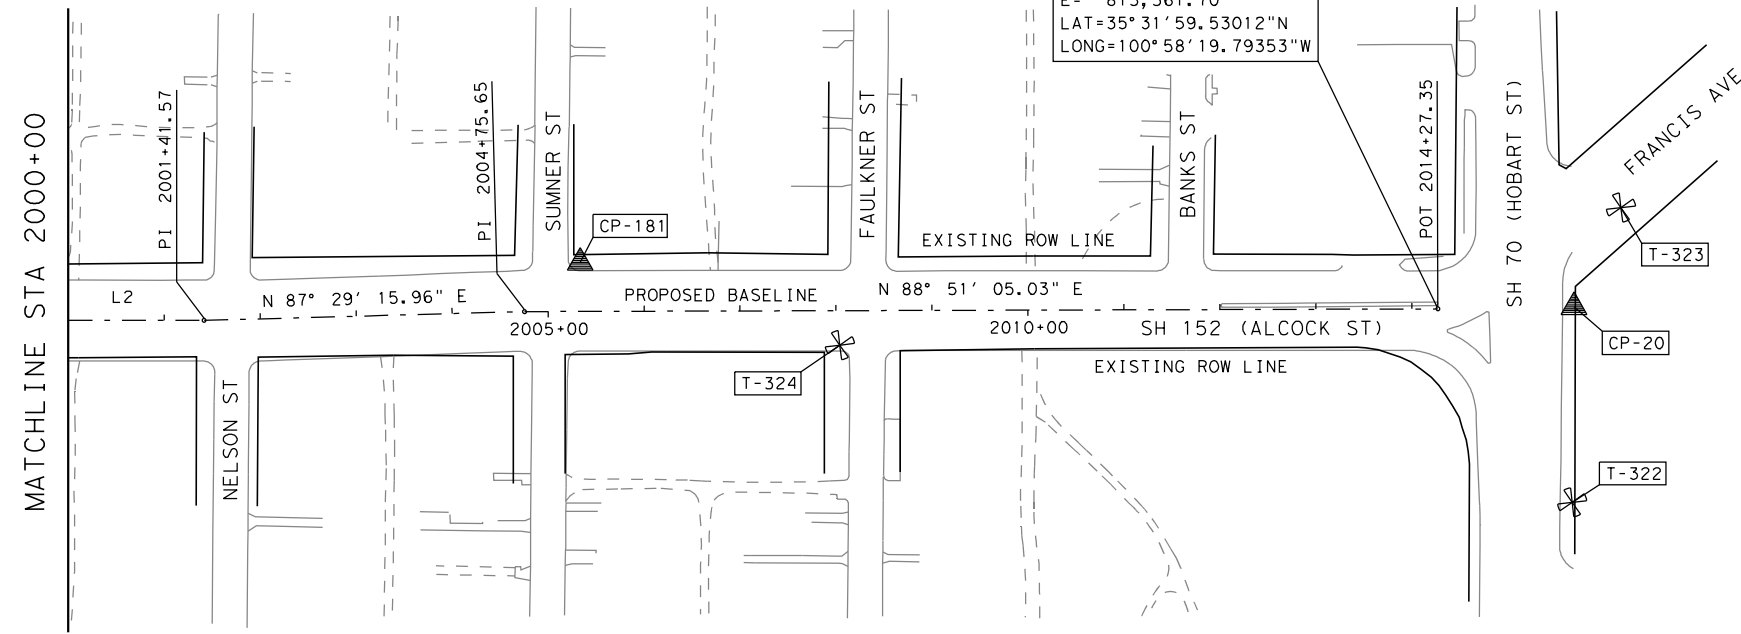 LAT=35°31'59.53012"N
LONG=100°58'19.79353"W
MATCHLINE STA 2000+00
PI 2001+41.57
PI 2004+75.65
SUMNER ST
CP-181
FAULKNER ST
BANKS ST
POT 2014+27.35
SH 70 (HOBART ST)
FRANCIS AVE
T-323
EXISTING ROW LINE
L2
N 87° 29' 15.96" E
PROPOSED BASELINE
N 88° 51' 05.03" E
2005+00
2010+00
SH 152 (ALCOCK ST)
CP-20
T-324
EXISTING ROW LINE
NELSON ST
T-322